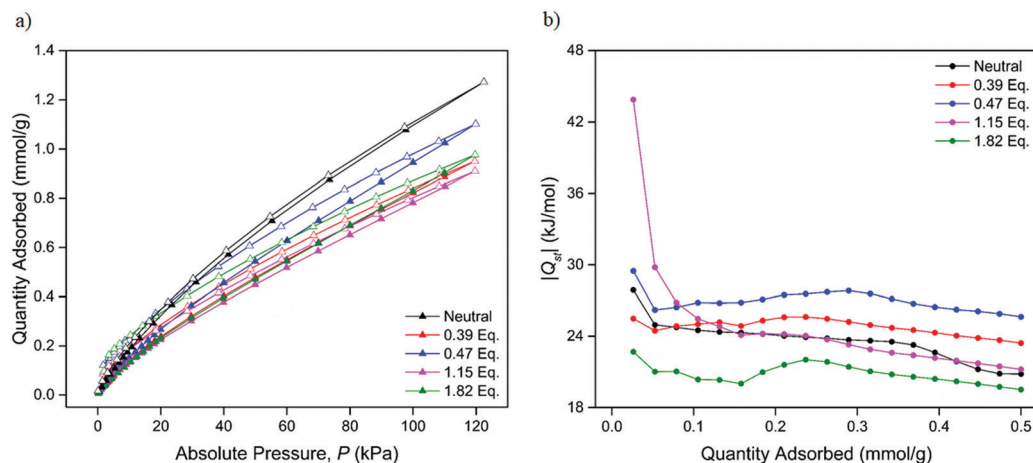 a)
Quantity Adsorbed (mmol/g)
1.4
1.2
1.0
0.8
0.6
0.4
0.2
0.0
Neutral
0.39 Eq.
0.47 Eq.
1.15 Eq.
1.82 Eq.
0 20 40 60 80 100 120
Absolute Pressure, P (kPa)
b)
|Qst| (kJ/mol)
48
42
36
30
24
18
Neutral
0.39 Eq.
0.47 Eq.
1.15 Eq.
1.82 Eq.
0.0 0.1 0.2 0.3 0.4 0.5
Quantity Adsorbed (mmol/g)